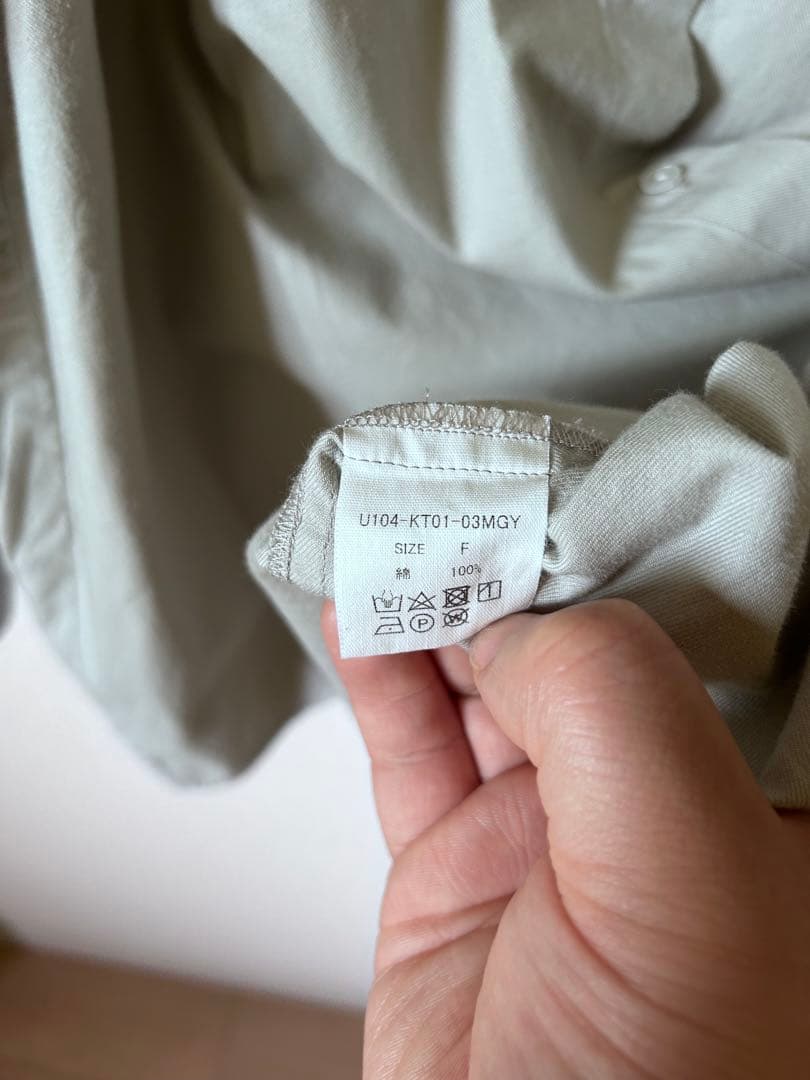 U104-KT01-03MGY
SIZE F
綿 100%
P
W